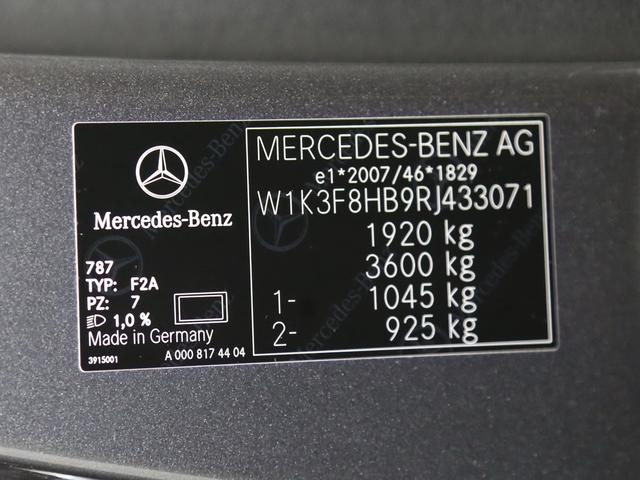 Mercedes-Benz
787
TYP: F2A
PZ: 7
1,0 %
Made in Germany
3915001
A 000 817 44 04
MERCEDES-BENZ AG
e1*2007/46*1829
W1K3F8HB9RJ433071
1920 kg
3600 kg
1- 1045 kg
2- 925 kg